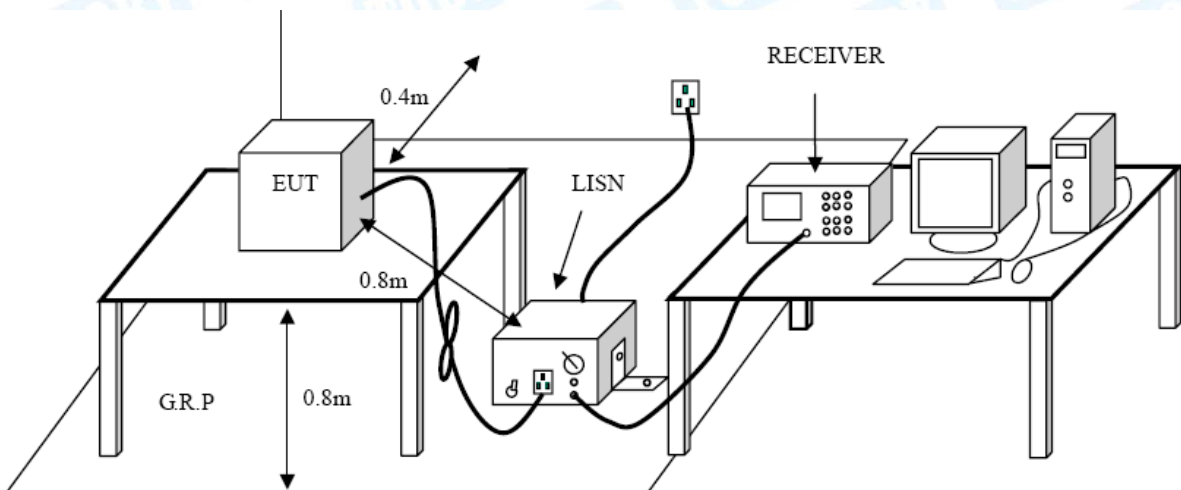 RECEIVER
0.4m
EUT
LISN
0.8m
G.R.P
0.8m